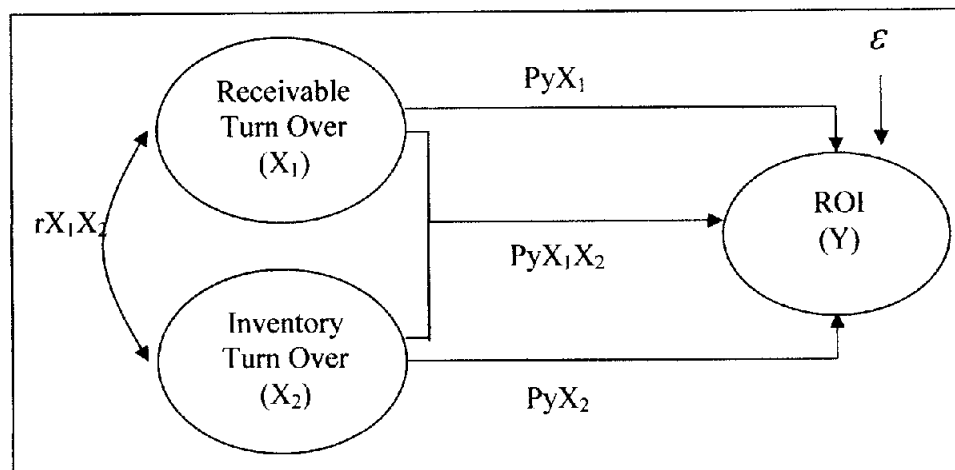 ε
PyX₁
Receivable
Turn Over
(X₁)
rX₁X₂
ROI
(Y)
PyX₁X₂
Inventory
Turn Over
(X₂)
PyX₂